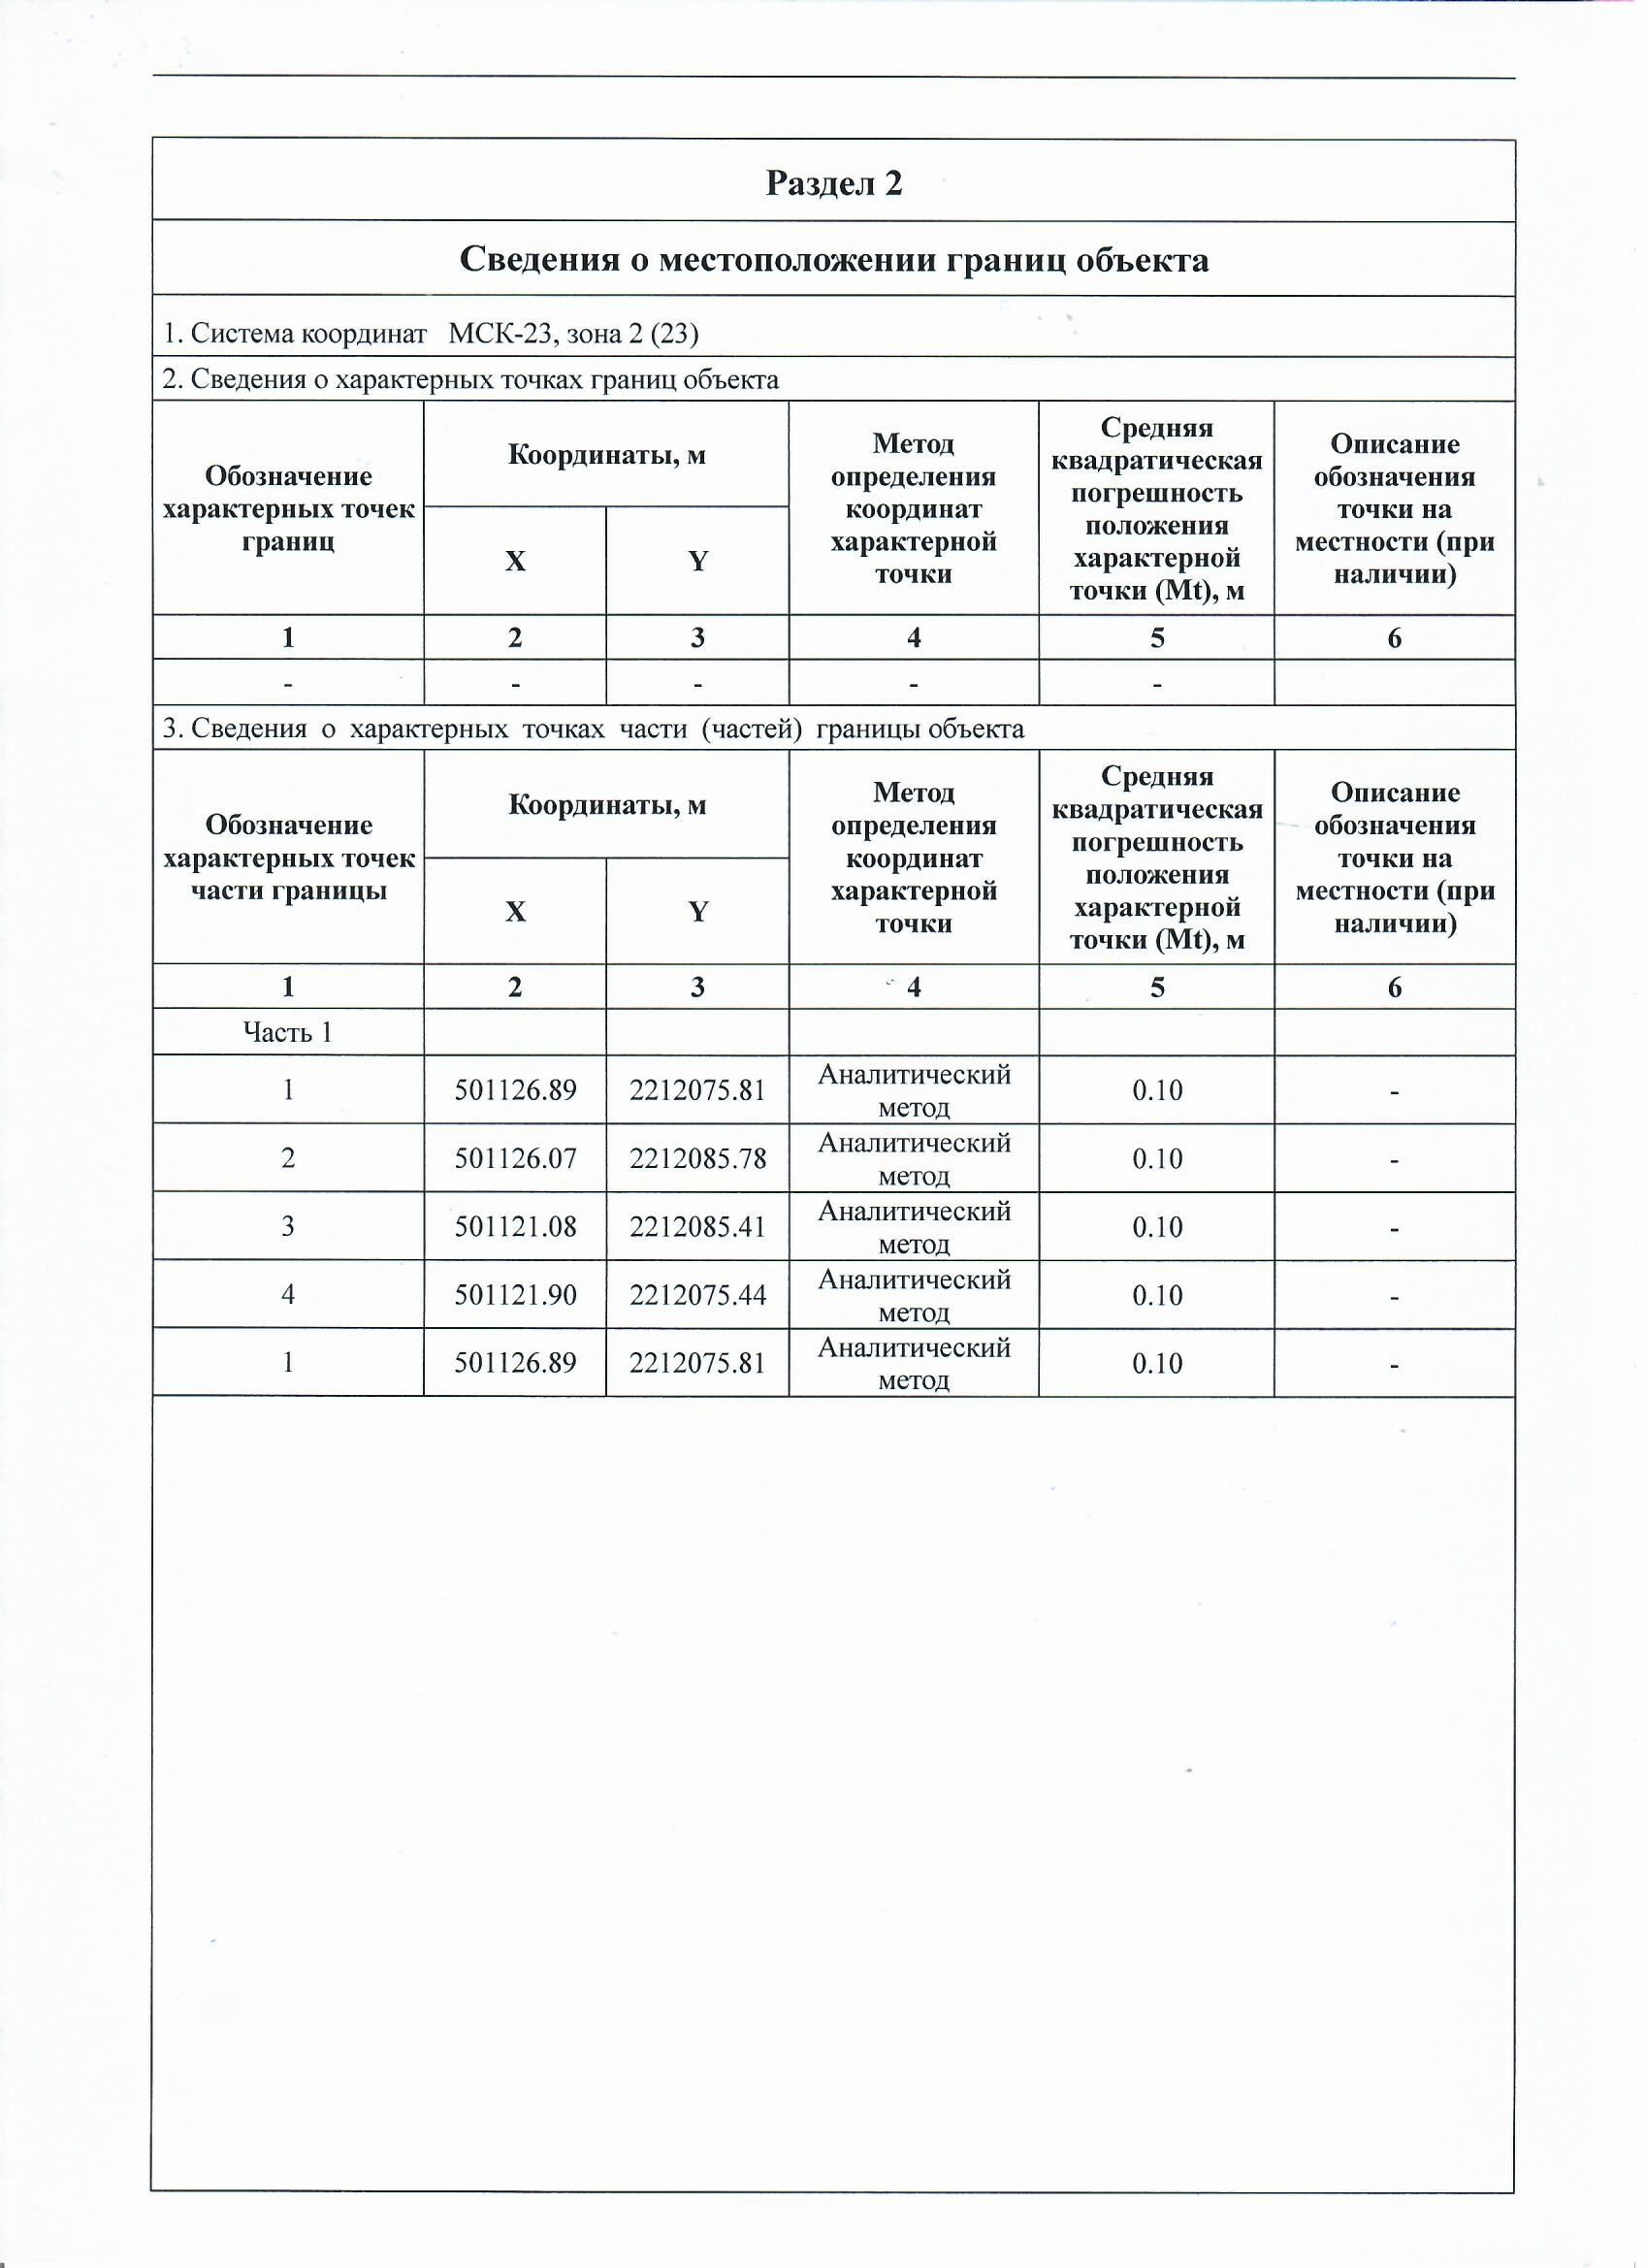 Раздел 2
Сведения о местоположении границ объекта
1. Система координат МСК-23, зона 2 (23)
2. Сведения о характерных точках границ объекта
Обозначение
характерных точек
границ
Координаты, м
X
Y
Метод
определения
координат
характерной
точки
Средняя
квадратическая
погрешность
положения
характерной
точки (Mt), м
Описание
обозначения
точки на
местности (при
наличии)
1 2 3 4 5 6
- - - - -
3. Сведения о характерных точках части (частей) границы объекта
Обозначение
характерных точек
части границы
Координаты, м
X
Y
Метод
определения
координат
характерной
точки
Средняя
квадратическая
погрешность
положения
характерной
точки (Mt), м
Описание
обозначения
точки на
местности (при
наличии)
1 2 3 4 5 6
Часть 1
1 501126.89 2212075.81 Аналитический метод 0.10 -
2 501126.07 2212085.78 Аналитический метод 0.10 -
3 501121.08 2212085.41 Аналитический метод 0.10 -
4 501121.90 2212075.44 Аналитический метод 0.10 -
1 501126.89 2212075.81 Аналитический метод 0.10 -